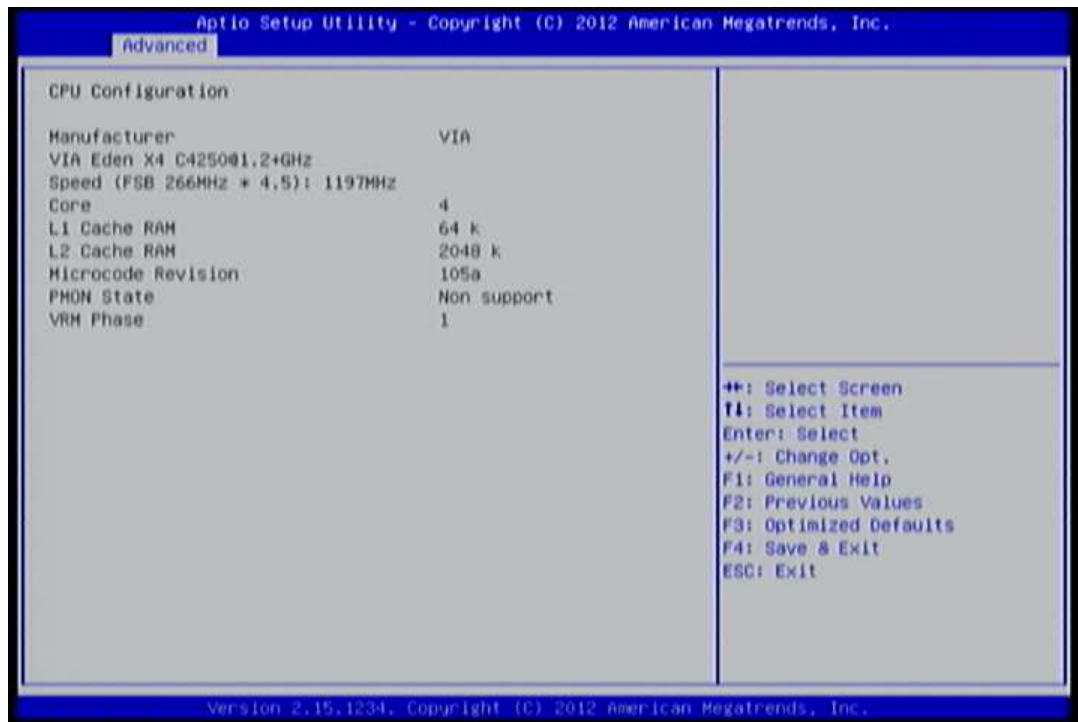 Aptio Setup Utility - Copyright (C) 2012 American Megatrends, Inc.
Advanced
CPU Configuration
Manufacturer VIA
VIA Eden X4 C4250@1.2+GHz
Speed (FSB 266MHz * 4.5): 1197MHz
Core 4
L1 Cache RAM 64 k
L2 Cache RAM 2048 k
Microcode Revision 105a
PMON State Non support
VRM Phase 1
→←: Select Screen
↑↓: Select Item
Enter: Select
+/-: Change Opt.
F1: General Help
F2: Previous Values
F3: Optimized Defaults
F4: Save & Exit
ESC: Exit
Version 2.15.1234. Copyright (C) 2012 American Megatrends, Inc.